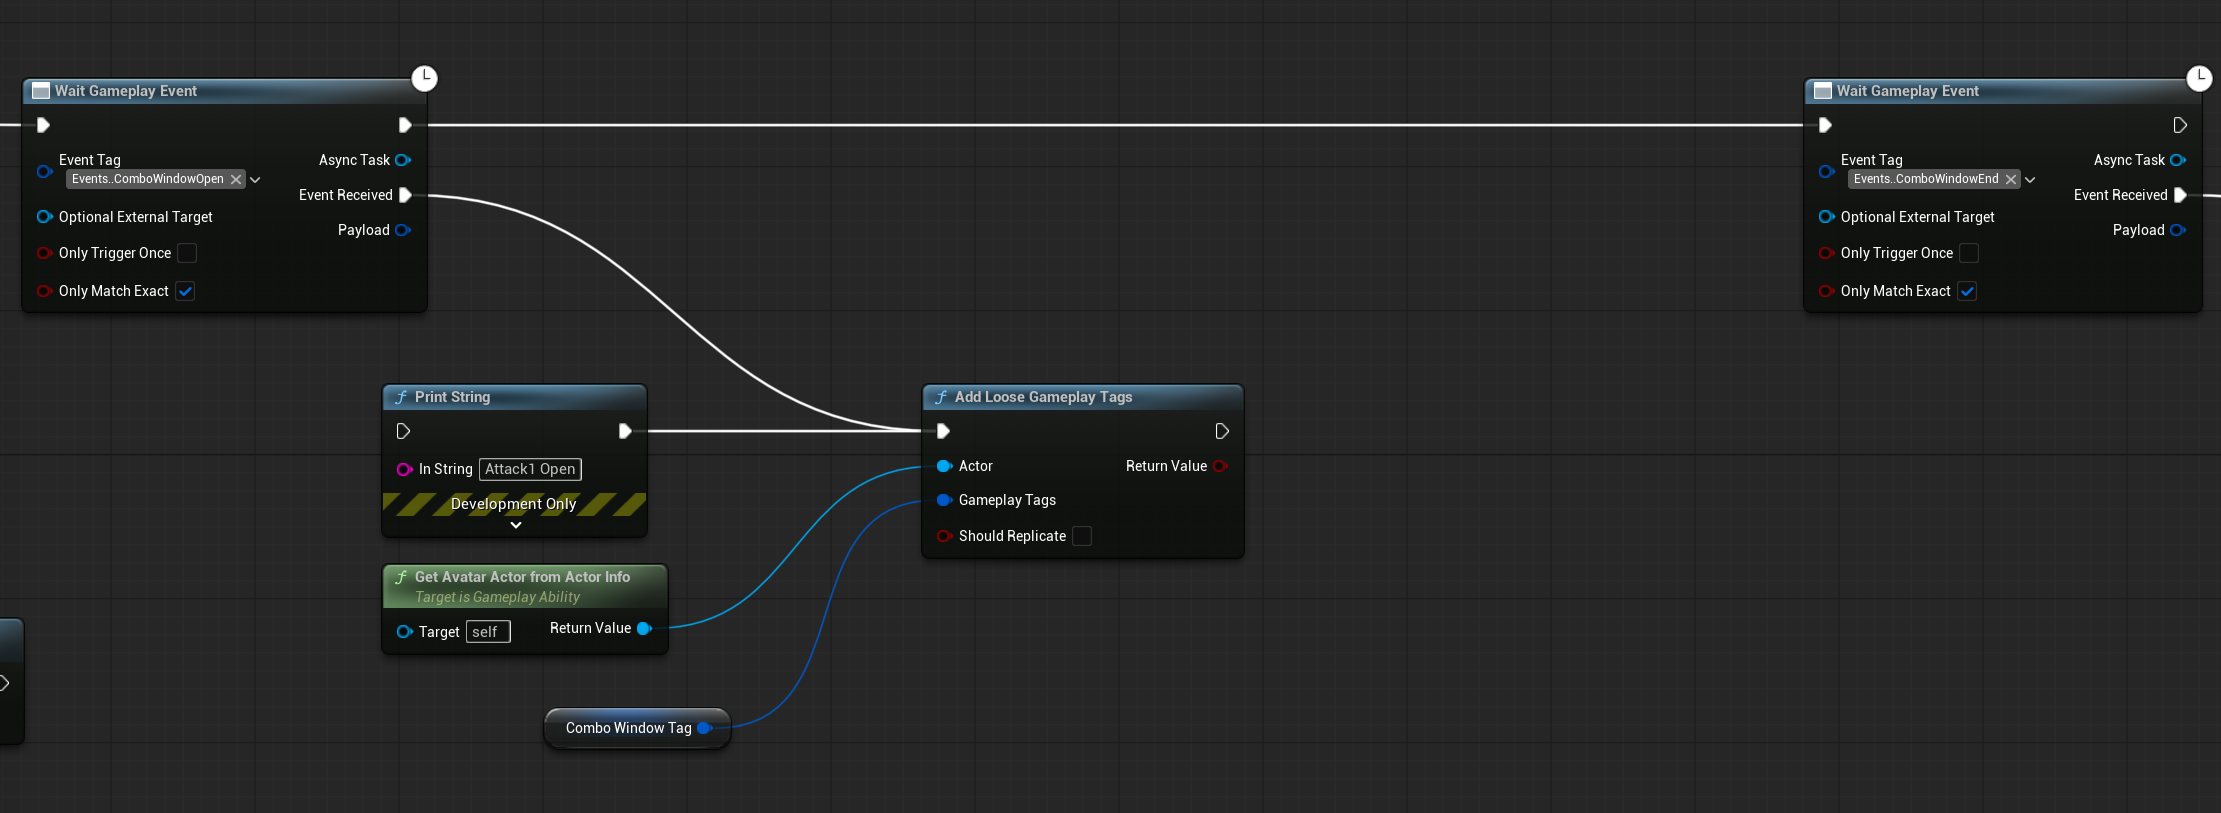 Wait Gameplay Event
Event Tag
Events..ComboWindowOpen
Async Task
Event Received
Optional External Target
Payload
Only Trigger Once
Only Match Exact
Wait Gameplay Event
Event Tag
Events..ComboWindowEnd
Async Task
Event Received
Optional External Target
Payload
Only Trigger Once
Only Match Exact
Print String
In String Attack1 Open
Development Only
Add Loose Gameplay Tags
Actor Return Value
Gameplay Tags
Should Replicate
Get Avatar Actor from Actor Info
Target is Gameplay Ability
Target self Return Value
Combo Window Tag